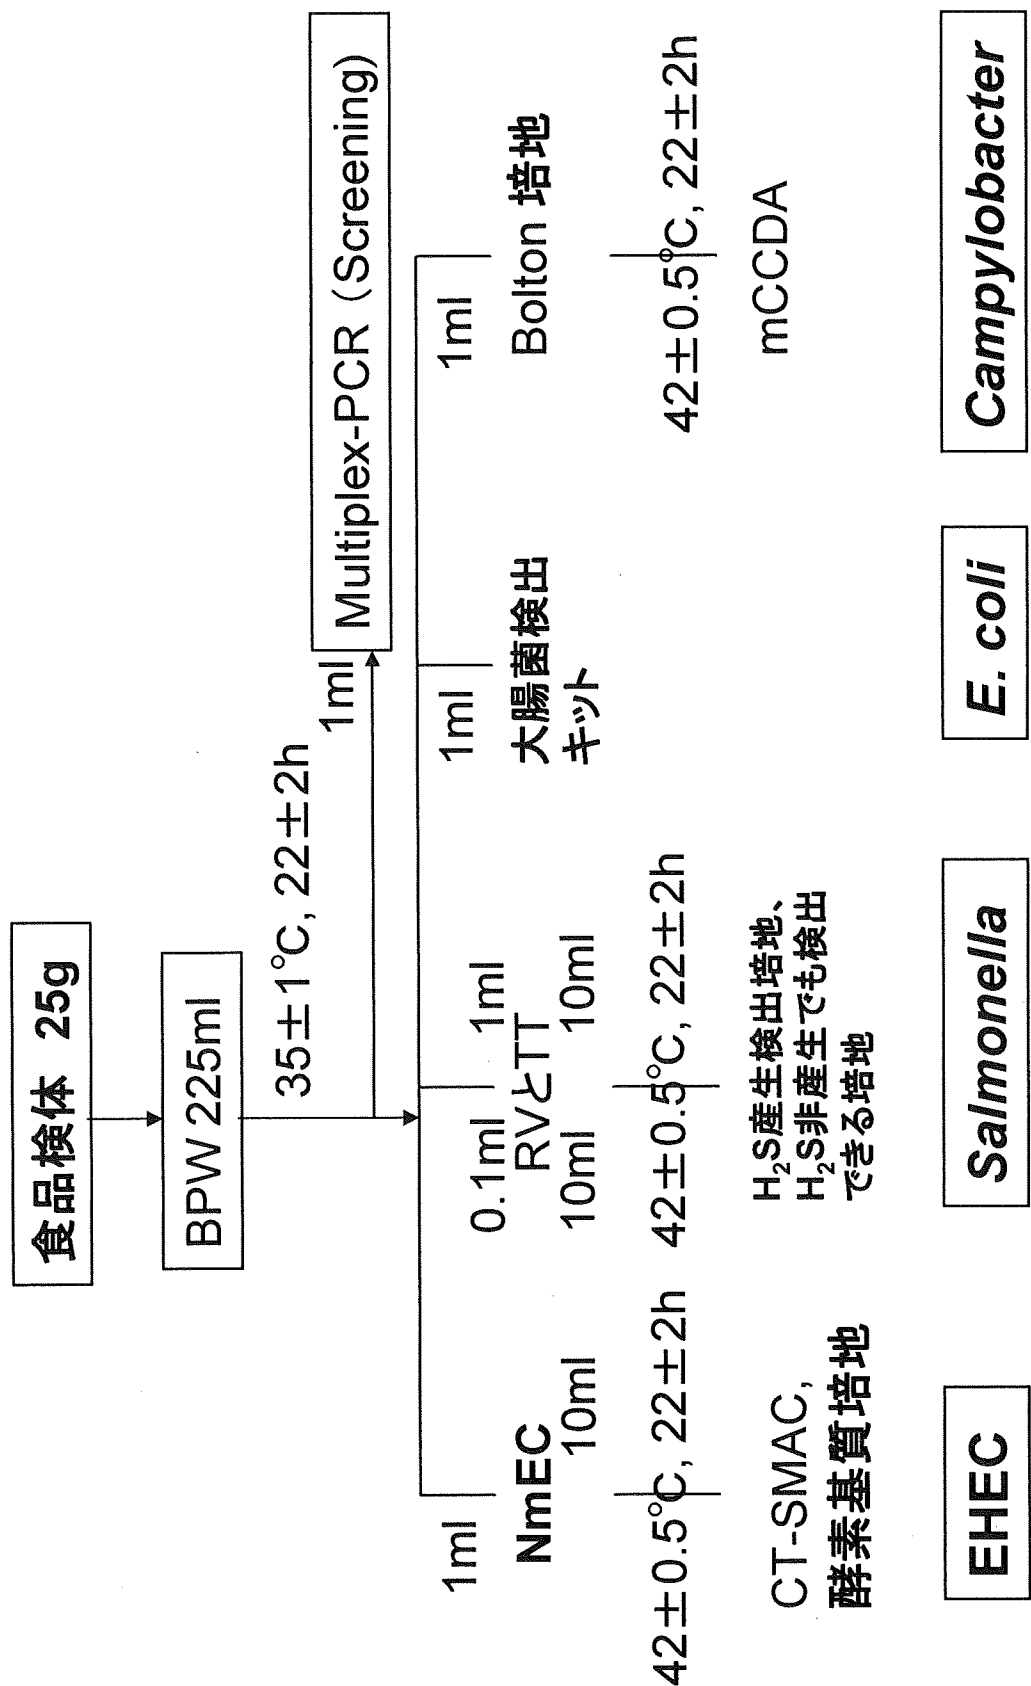 食品検体 25g
BPW 225ml
35±1°C, 22±2h
1ml
Multiplex-PCR (Screening)
1ml
NmEC
10ml
42±0.5°C, 22±2h
CT-SMAC,
酵素基質培地
EHEC
0.1ml 1ml
RVとTT
10ml 10ml
42±0.5°C, 22±2h
H₂S産生検出培地、
H₂S非産生でも検出
できる培地
Salmonella
1ml
大腸菌検出
キット
E. coli
1ml
Bolton 培地
42±0.5°C, 22±2h
mCCDA
Campylobacter